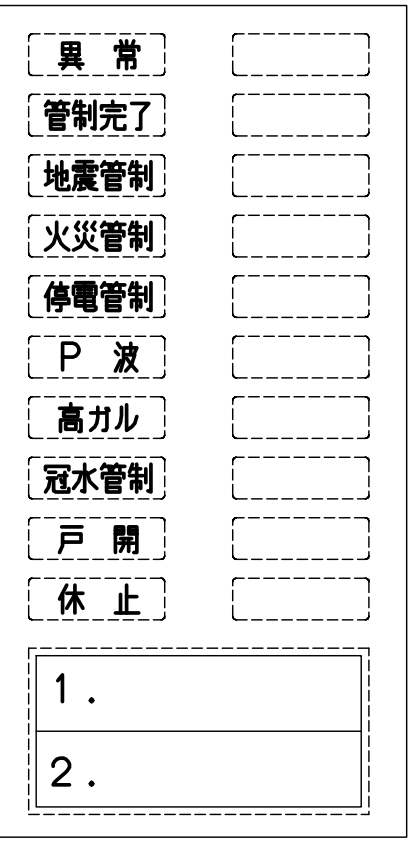 異 常
管制完了
地震管制
火災管制
停電管制
P 波
高ガル
冠水管制
戸 開
休 止
1.
2.